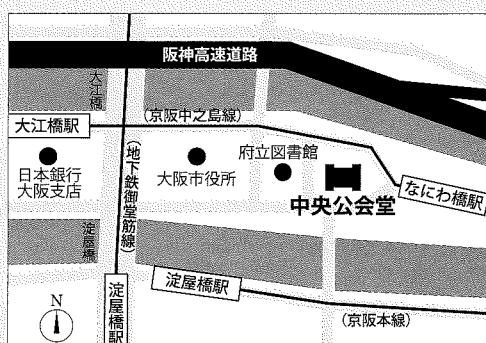 阪神高速道路
大江橋
(京阪中之島線)
大江橋駅
府立図書館
日本銀行
大阪支店
(地下鉄御堂筋線)
大阪市役所
中央公会堂
なにわ橋駅
淀屋橋
淀屋橋駅
淀屋橋駅
(京阪本線)
N